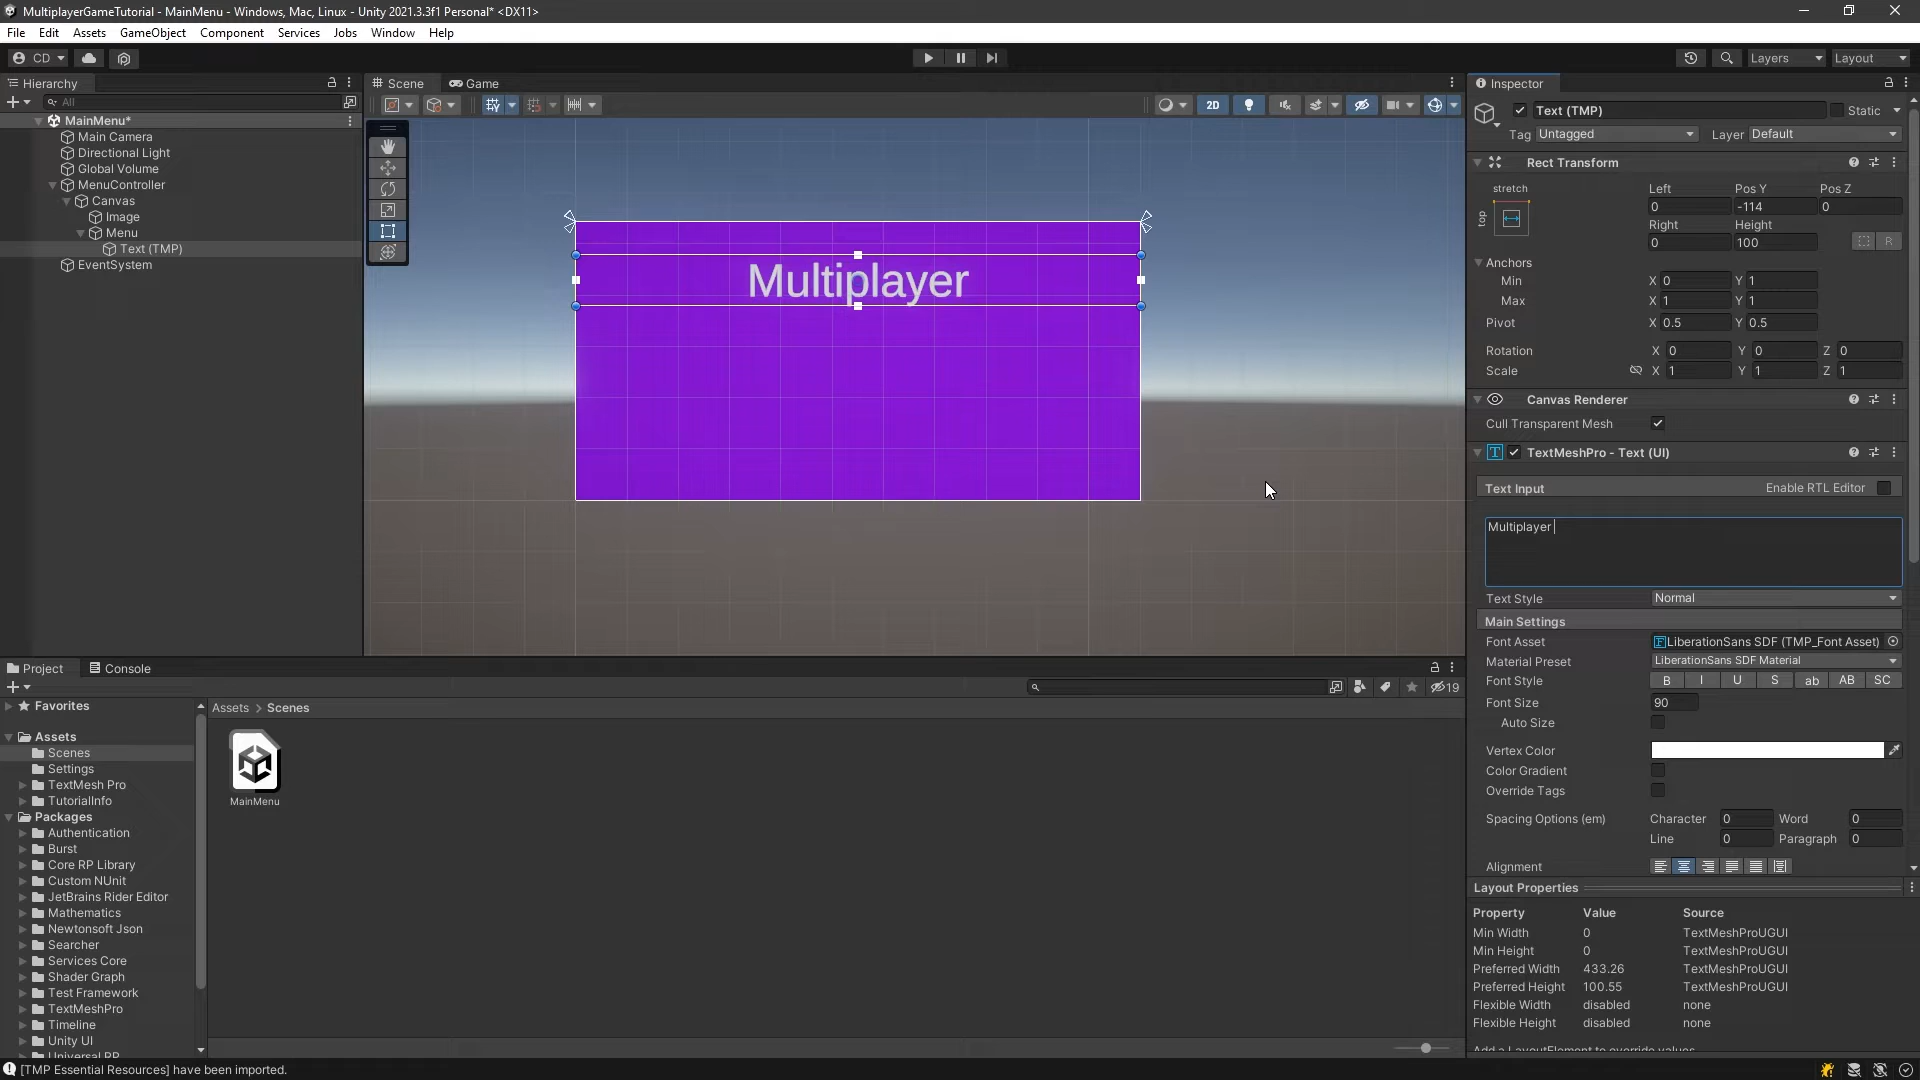 MultiplayerGameTutorial - MainMenu - Windows, Mac, Linux - Unity 2021.3.3f1 Personal* <DX11>
File Edit Assets GameObject Component Services Jobs Window Help
CD Layers Layout
Hierarchy
All
MainMenu*
Main Camera
Directional Light
Global Volume
MenuController
Canvas
Image
Menu
Text (TMP)
EventSystem
Scene Game
2D
Multiplayer
Inspector
Text (TMP) Static
Tag Untagged Layer Default
Rect Transform
stretch Left Pos Y Pos Z
top 0 -114 0
Right Height
0 100 R
Anchors
Min X 0 Y 1
Max X 1 Y 1
Pivot X 0.5 Y 0.5
Rotation X 0 Y 0 Z 0
Scale X 1 Y 1 Z 1
Canvas Renderer
Cull Transparent Mesh
TextMeshPro - Text (UI)
Text Input Enable RTL Editor
Multiplayer
Text Style Normal
Main Settings
Font Asset LiberationSans SDF (TMP_Font Asset)
Material Preset LiberationSans SDF Material
Font Style B I U S ab AB SC
Font Size 90
Auto Size
Vertex Color
Color Gradient
Override Tags
Spacing Options (em) Character 0 Word 0
Line 0 Paragraph 0
Alignment
Layout Properties
Property Value Source
Min Width 0 TextMeshProUGUI
Min Height 0 TextMeshProUGUI
Preferred Width 433.26 TextMeshProUGUI
Preferred Height 100.55 TextMeshProUGUI
Flexible Width disabled none
Flexible Height disabled none
Add a LayoutElement to override values
Project Console
19
Favorites
Assets
Scenes
Settings
TextMesh Pro
TutorialInfo
Packages
Authentication
Burst
Core RP Library
Custom NUnit
JetBrains Rider Editor
Mathematics
Newtonsoft Json
Searcher
Services Core
Shader Graph
Test Framework
TextMeshPro
Timeline
Unity UI
Universal RP
Assets > Scenes
MainMenu
[TMP Essential Resources] have been imported.